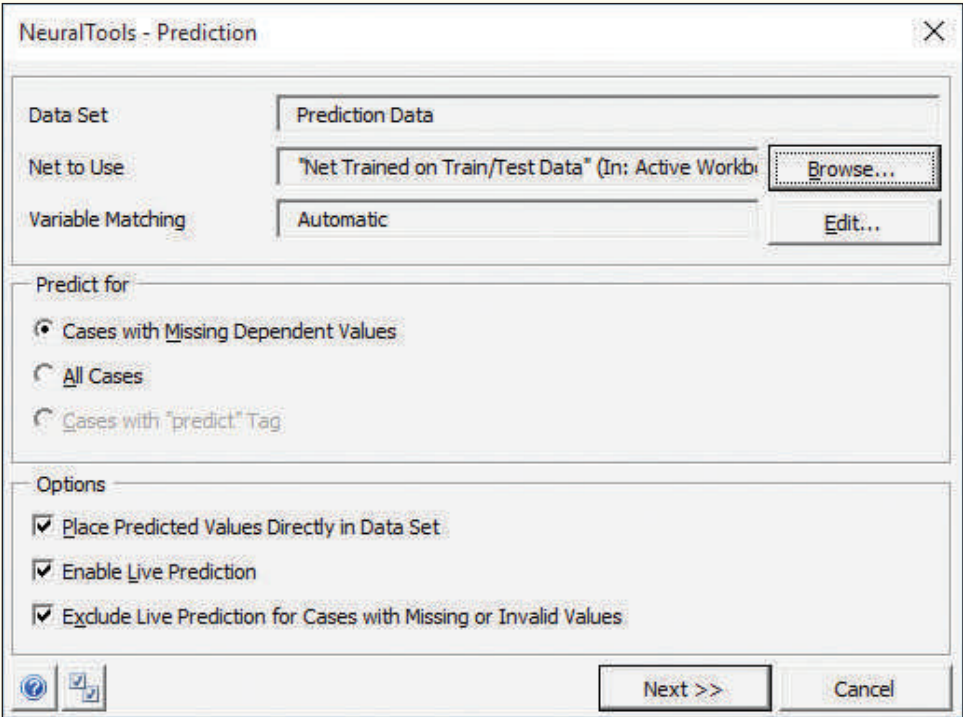 NeuralTools - Prediction
Data Set
Prediction Data
Net to Use
"Net Trained on Train/Test Data" (In: Active Workb
Browse...
Variable Matching
Automatic
Edit...
Predict for
Cases with Missing Dependent Values
All Cases
Cases with "predict" Tag
Options
Place Predicted Values Directly in Data Set
Enable Live Prediction
Exclude Live Prediction for Cases with Missing or Invalid Values
Next >>
Cancel